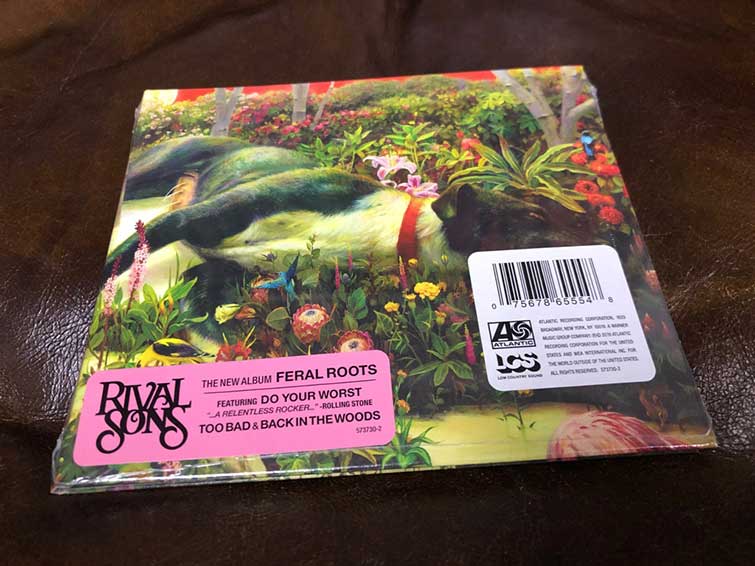 RIVAL
SONS
THE NEW ALBUM FERAL ROOTS
FEATURING DO YOUR WORST
"...A RELENTLESS ROCKER..." -ROLLING STONE
TOO BAD & BACK IN THE WOODS
573730-2
0 75678 65554 8
ATLANTIC
LCS
LOW COUNTRY SOUND
ATLANTIC RECORDING CORPORATION, 1633
BROADWAY, NEW YORK, NY 10019. A WARNER
MUSIC GROUP COMPANY.
RECORDING CORPORATION FOR THE UNITED
STATES AND WEA INTERNATIONAL INC. FOR
THE WORLD OUTSIDE OF THE UNITED STATES.
ALL RIGHTS RESERVED. 573730-2